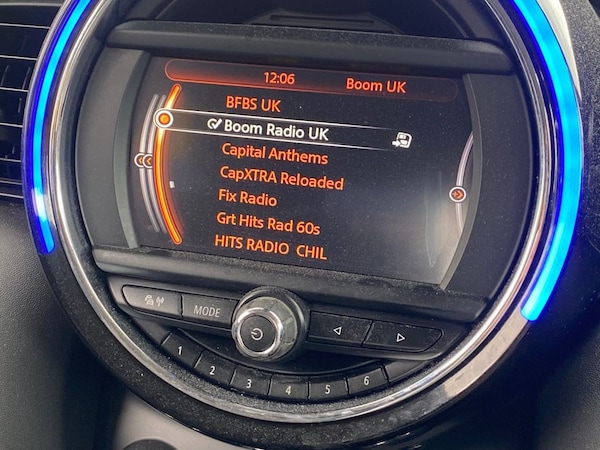 12:06 Boom UK
BFBS UK
Boom Radio UK
Capital Anthems
CapXTRA Reloaded
Fix Radio
Grt Hits Rad 60s
HITS RADIO CHIL
MODE
1 2 3 4 5 6